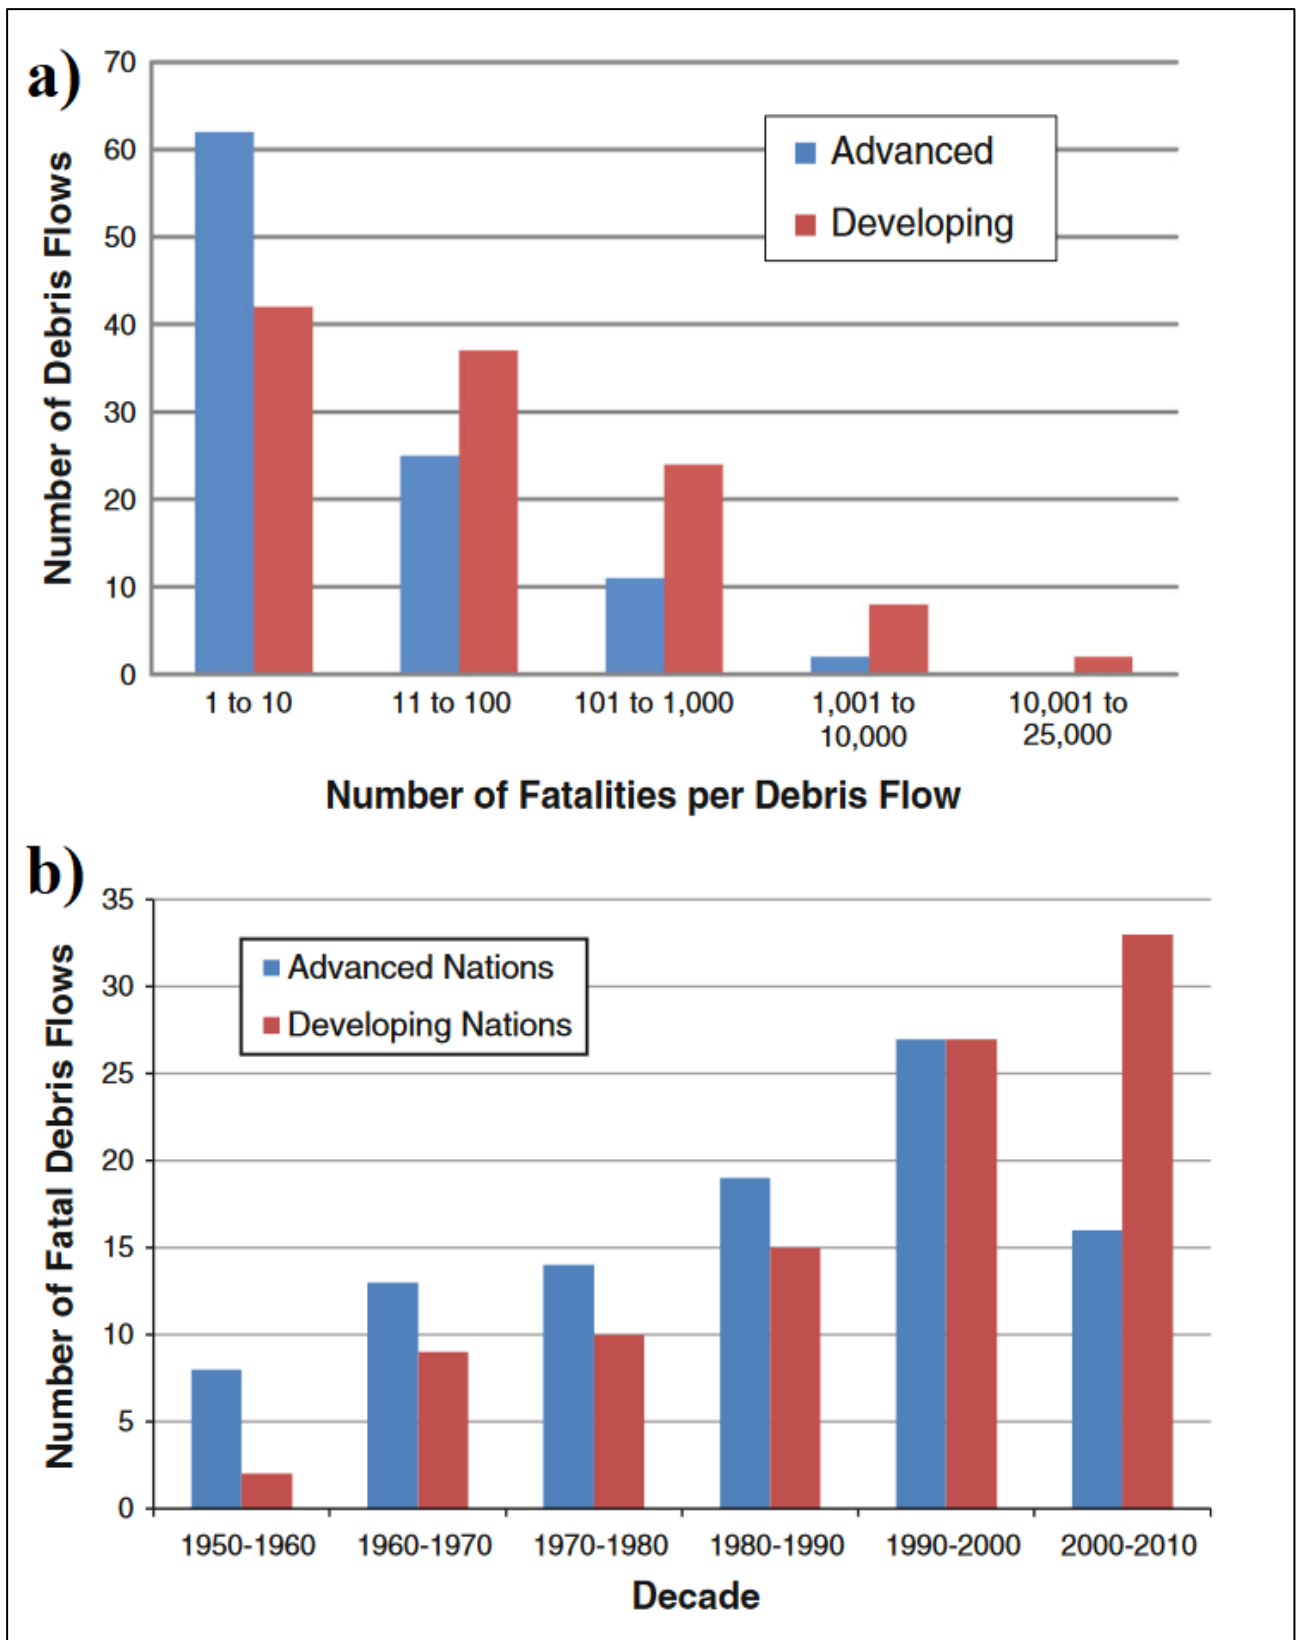 a)
70
60
50
40
30
20
10
0
Number of Debris Flows
Advanced
Developing
1 to 10
11 to 100
101 to 1,000
1,001 to
10,000
10,001 to
25,000
Number of Fatalities per Debris Flow
b)
35
30
25
20
15
10
5
0
Number of Fatal Debris Flows
Advanced Nations
Developing Nations
1950-1960
1960-1970
1970-1980
1980-1990
1990-2000
2000-2010
Decade